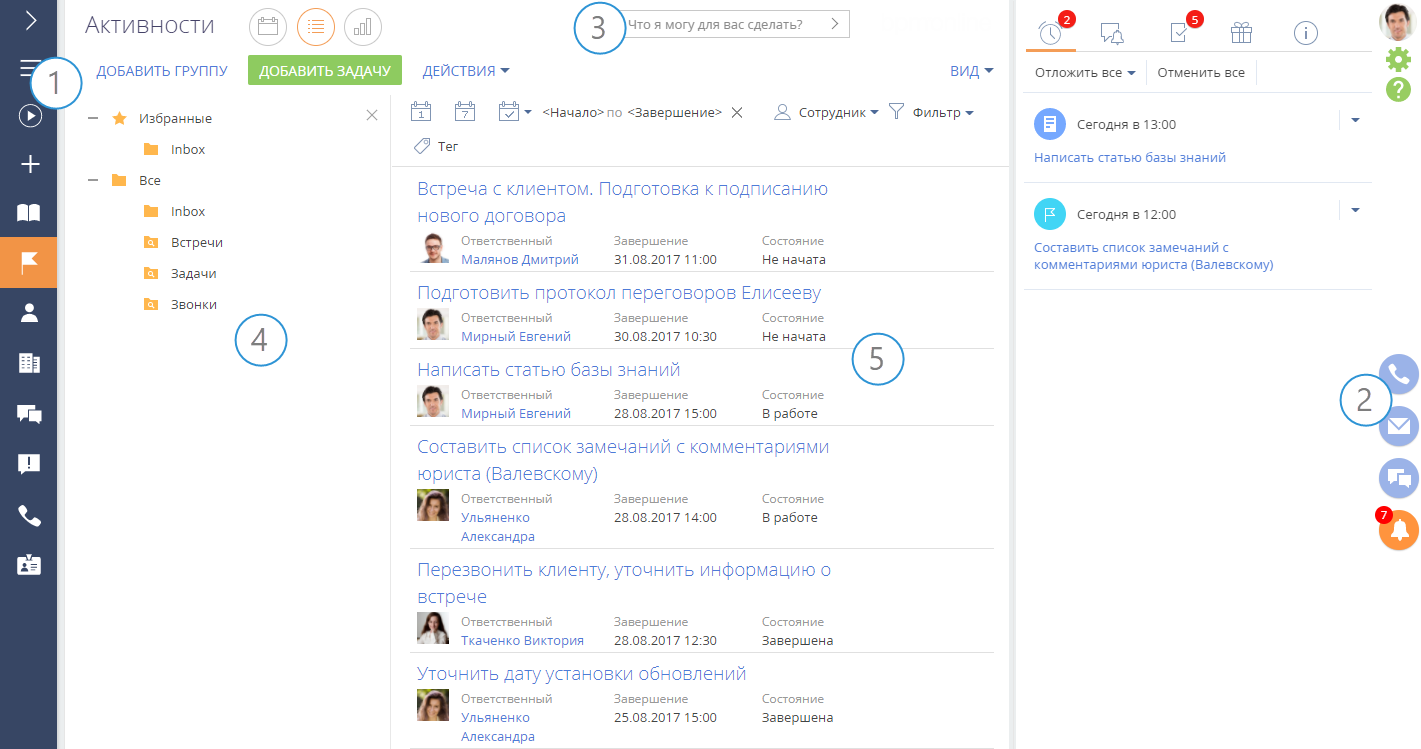 Активности
3
Что я могу для вас сделать?
2
5
1
ДОБАВИТЬ ГРУППУ
ДОБАВИТЬ ЗАДАЧУ
ДЕЙСТВИЯ
ВИД
Отложить все
Отменить все
?
Избранные
Inbox
Все
Inbox
Встречи
Задачи
Звонки
4
1
7
<Начало> по <Завершение>
Сотрудник
Фильтр
Тег
Встреча с клиентом. Подготовка к подписанию
нового договора
Ответственный
Завершение
Состояние
Малянов Дмитрий
31.08.2017 11:00
Не начата
Подготовить протокол переговоров Елисееву
Ответственный
Завершение
Состояние
Мирный Евгений
30.08.2017 10:30
Не начата
5
Написать статью базы знаний
Ответственный
Завершение
Состояние
Мирный Евгений
28.08.2017 15:00
В работе
Составить список замечаний с комментариями
юриста (Валевскому)
Ответственный
Завершение
Состояние
Ульяненко
Александра
28.08.2017 14:00
В работе
Перезвонить клиенту, уточнить информацию о
встрече
Ответственный
Завершение
Состояние
Ткаченко Виктория
28.08.2017 12:30
Завершена
Уточнить дату установки обновлений
Ответственный
Завершение
Состояние
Ульяненко
Александра
25.08.2017 15:00
Завершена
Сегодня в 13:00
Написать статью базы знаний
Сегодня в 12:00
Составить список замечаний с
комментариями юриста (Валевскому)
2
7